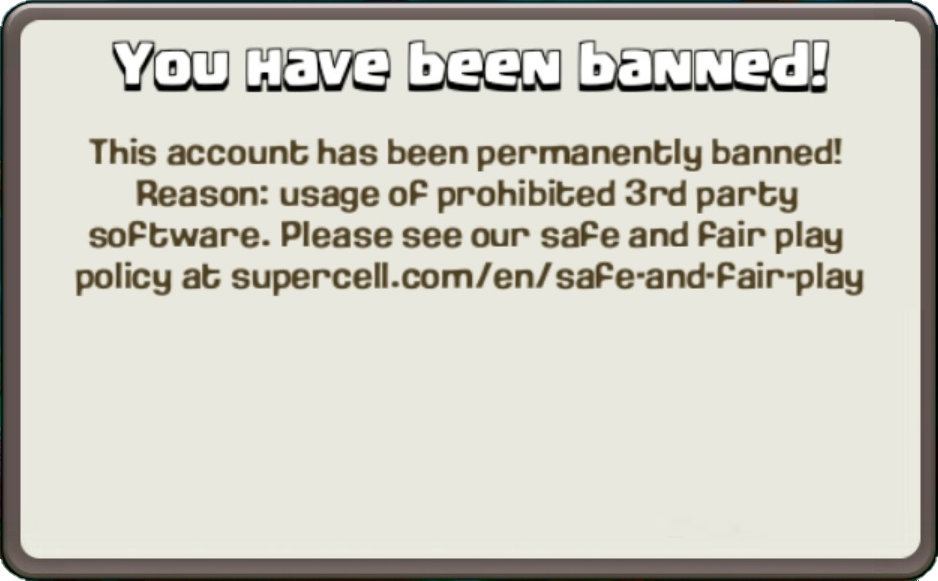 You have been banned!
This account has been permanently banned!
Reason: usage of prohibited 3rd party
software. Please see our safe and fair play
policy at supercell.com/en/safe-and-fair-play